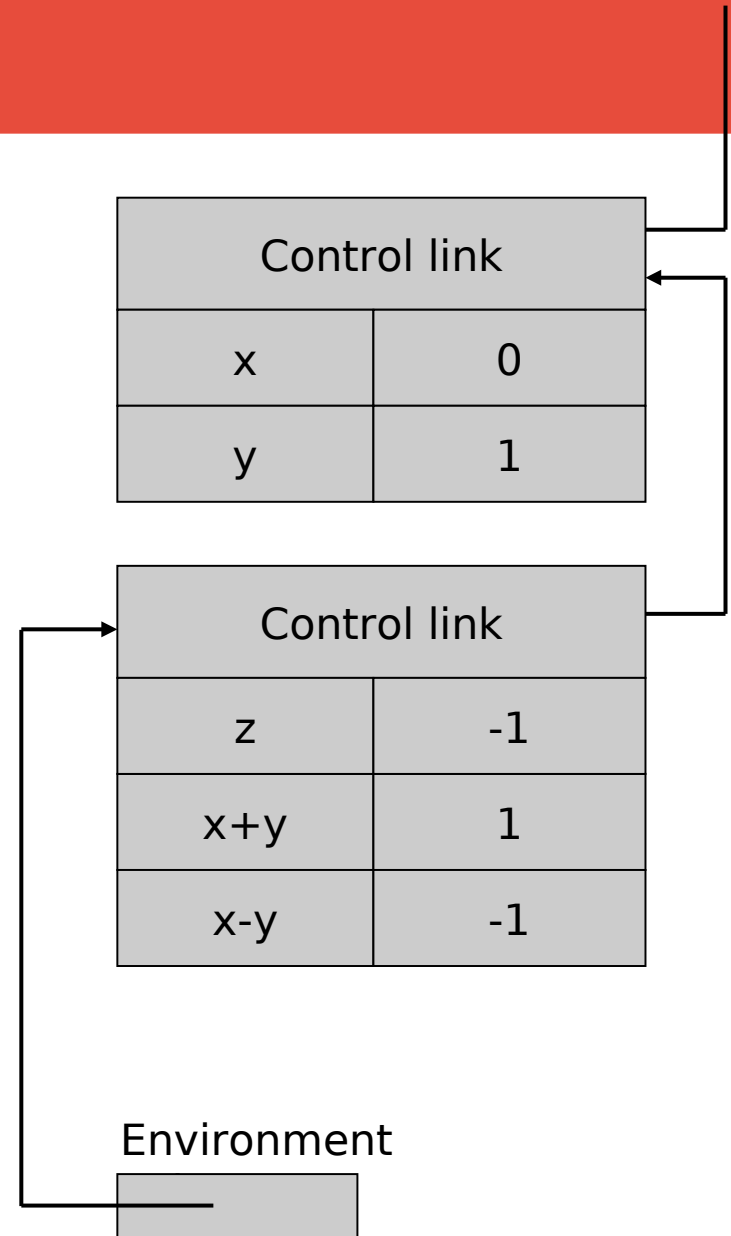 Control link
x 0
y 1
Control link
z -1
x+y 1
x-y -1
Environment